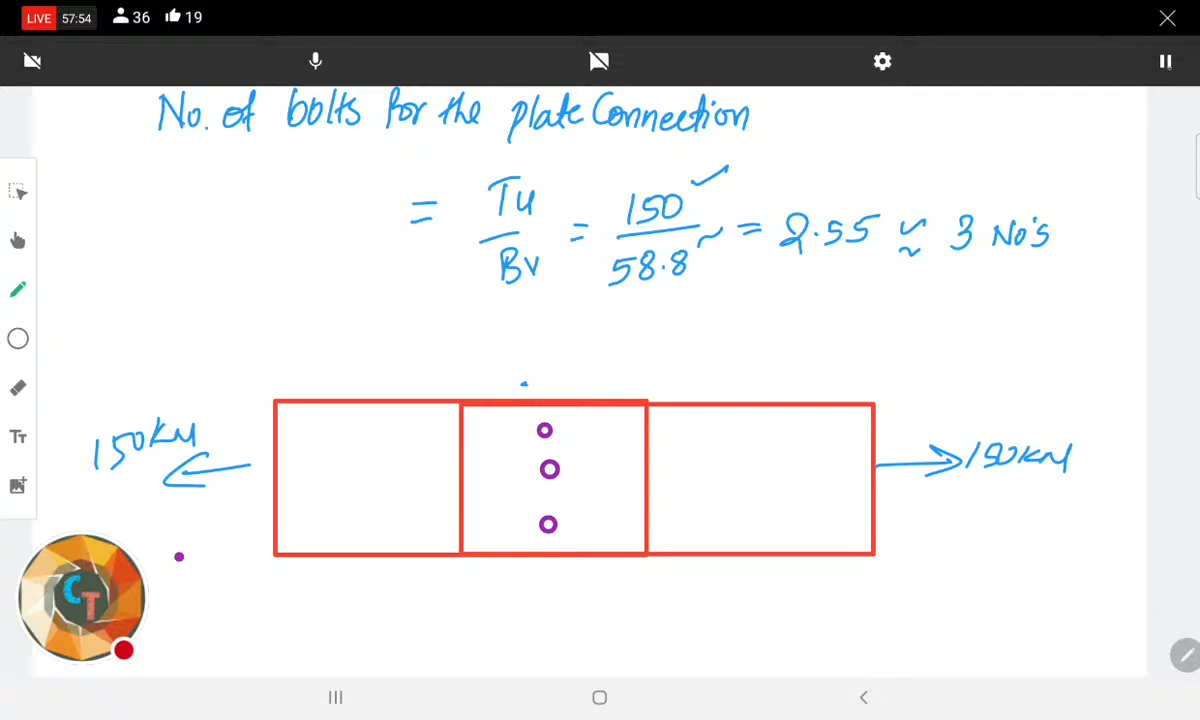 LIVE 57:54 36 19
No. of bolts for the plate Connection
= Tu / Bv = 150 / 58.8 = 2.55 ≈ 3 No's
150KN
150KN
Tт
CT